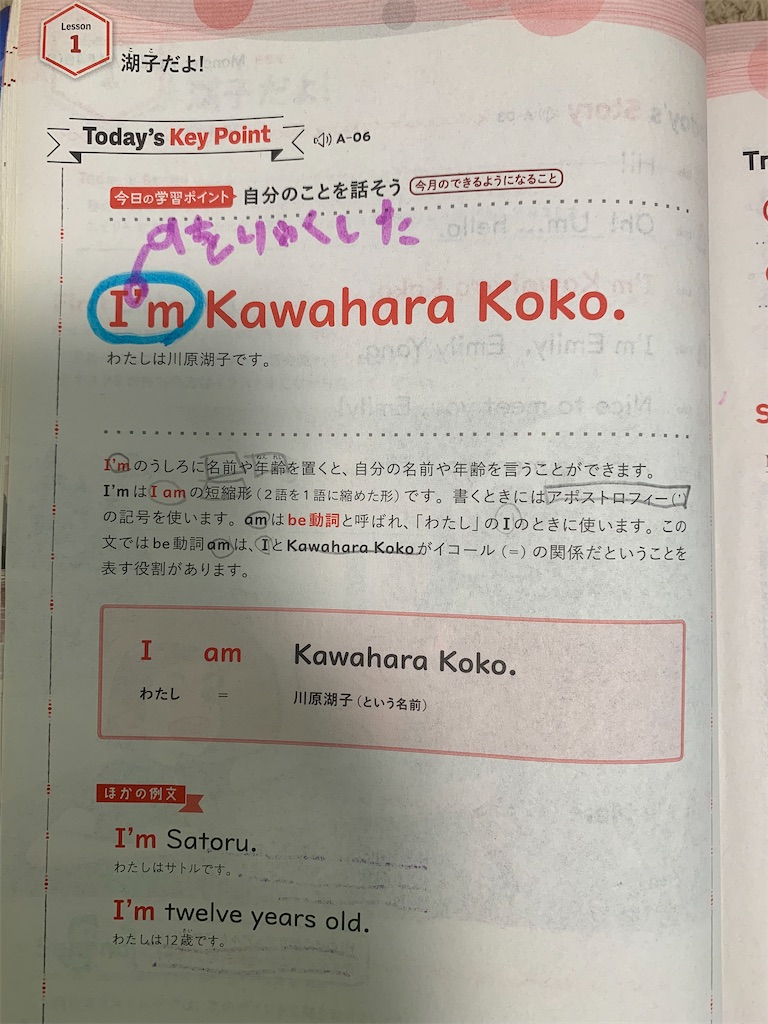 Lesson
1
湖子だよ!
Today's Key Point A-06
今日の学習ポイント 自分のことを話そう 今月のできるようになること
aをりゃくした
I'm Kawahara Koko.
わたしは川原湖子です。
I'mのうしろに名前や年齢を置くと、自分の名前や年齢を言うことができます。
I'mはI amの短縮形(2語を1語に縮めた形)です。書くときにはアポストロフィー(')
の記号を使います。amはbe動詞と呼ばれ、「わたし」のIのときに使います。この
文ではbe動詞amは、IとKawahara Kokoがイコール(=)の関係だということを
表す役割があります。
I am Kawahara Koko.
わたし = 川原湖子(という名前)
ほかの例文
I'm Satoru.
わたしはサトルです。
I'm twelve years old.
わたしは12歳です。